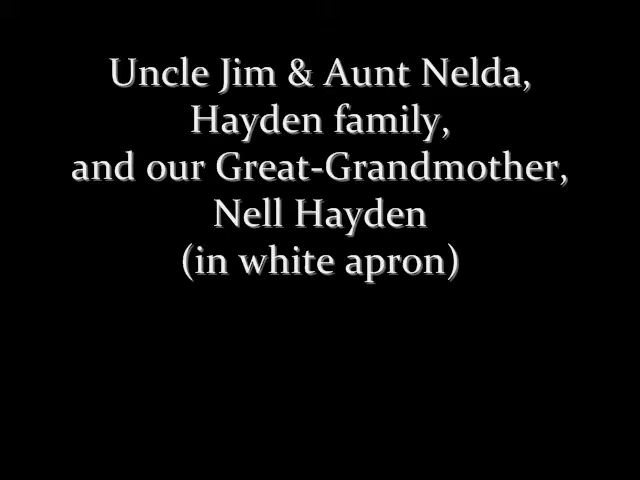 Uncle Jim & Aunt Nelda,
Hayden family,
and our Great-Grandmother,
Nell Hayden
(in white apron)